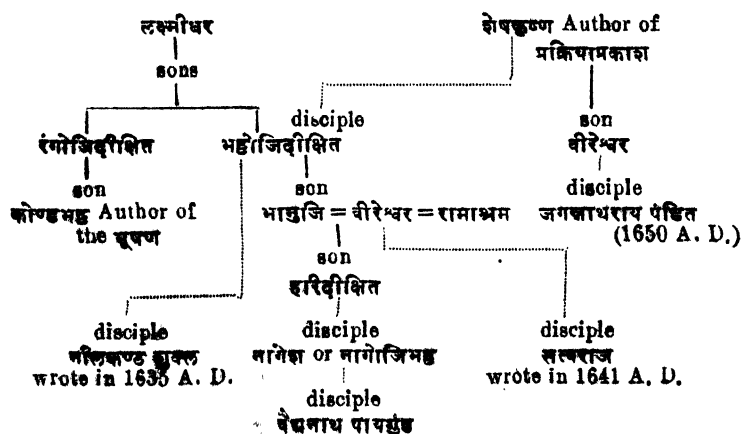 लक्ष्मीधर
शेषकृष्ण Author of
प्रक्रियाप्रकाश
sons
disciple
son
रंगोजिदीक्षित
भट्टोजिदीक्षित
वीरेश्वर
son
son
disciple
कोण्डभट्ट Author of
the भूषण
भानुजि = वीरेश्वर = रामाश्रम
जगन्नाथराय पंडित
(1650 A. D.)
son
हरिदीक्षित
disciple
disciple
disciple
नीलकण्ठ शुक्ल
नागेश or नागोजिभट्ट
सत्वराज
wrote in 1635 A. D.
wrote in 1641 A. D.
disciple
वैद्यनाथ पायगुंड